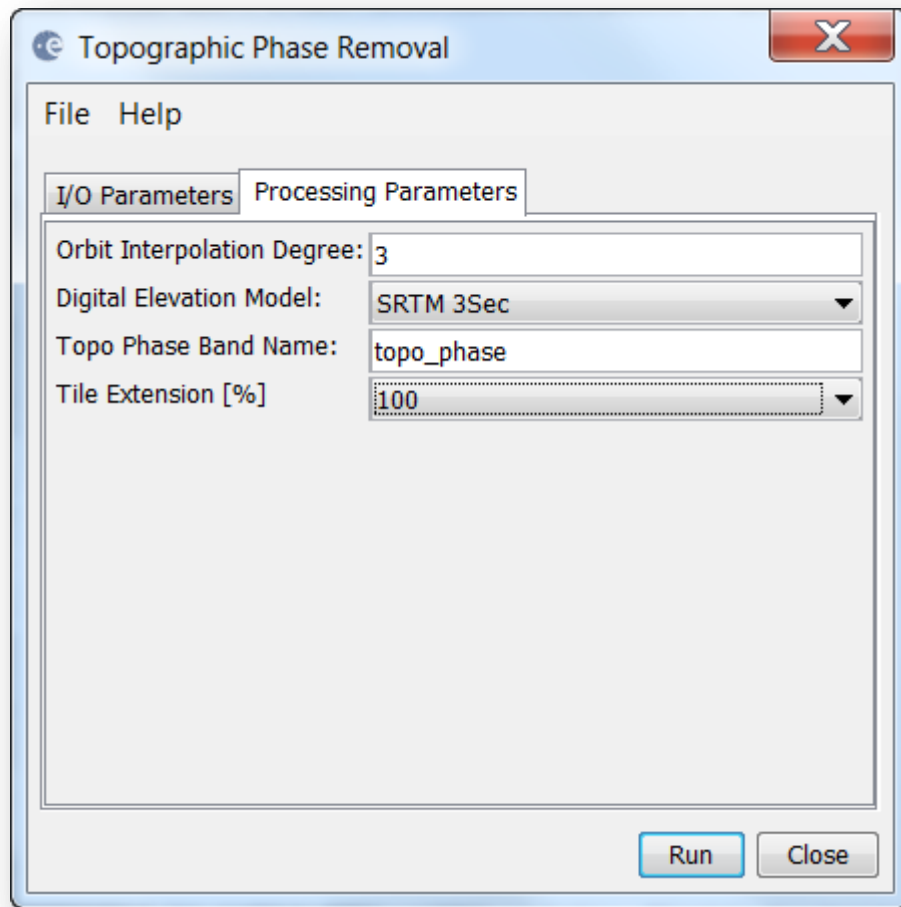 Topographic Phase Removal
File Help
I/O Parameters Processing Parameters
Orbit Interpolation Degree: 3
Digital Elevation Model: SRTM 3Sec
Topo Phase Band Name: topo_phase
Tile Extension [%] 100
Run Close